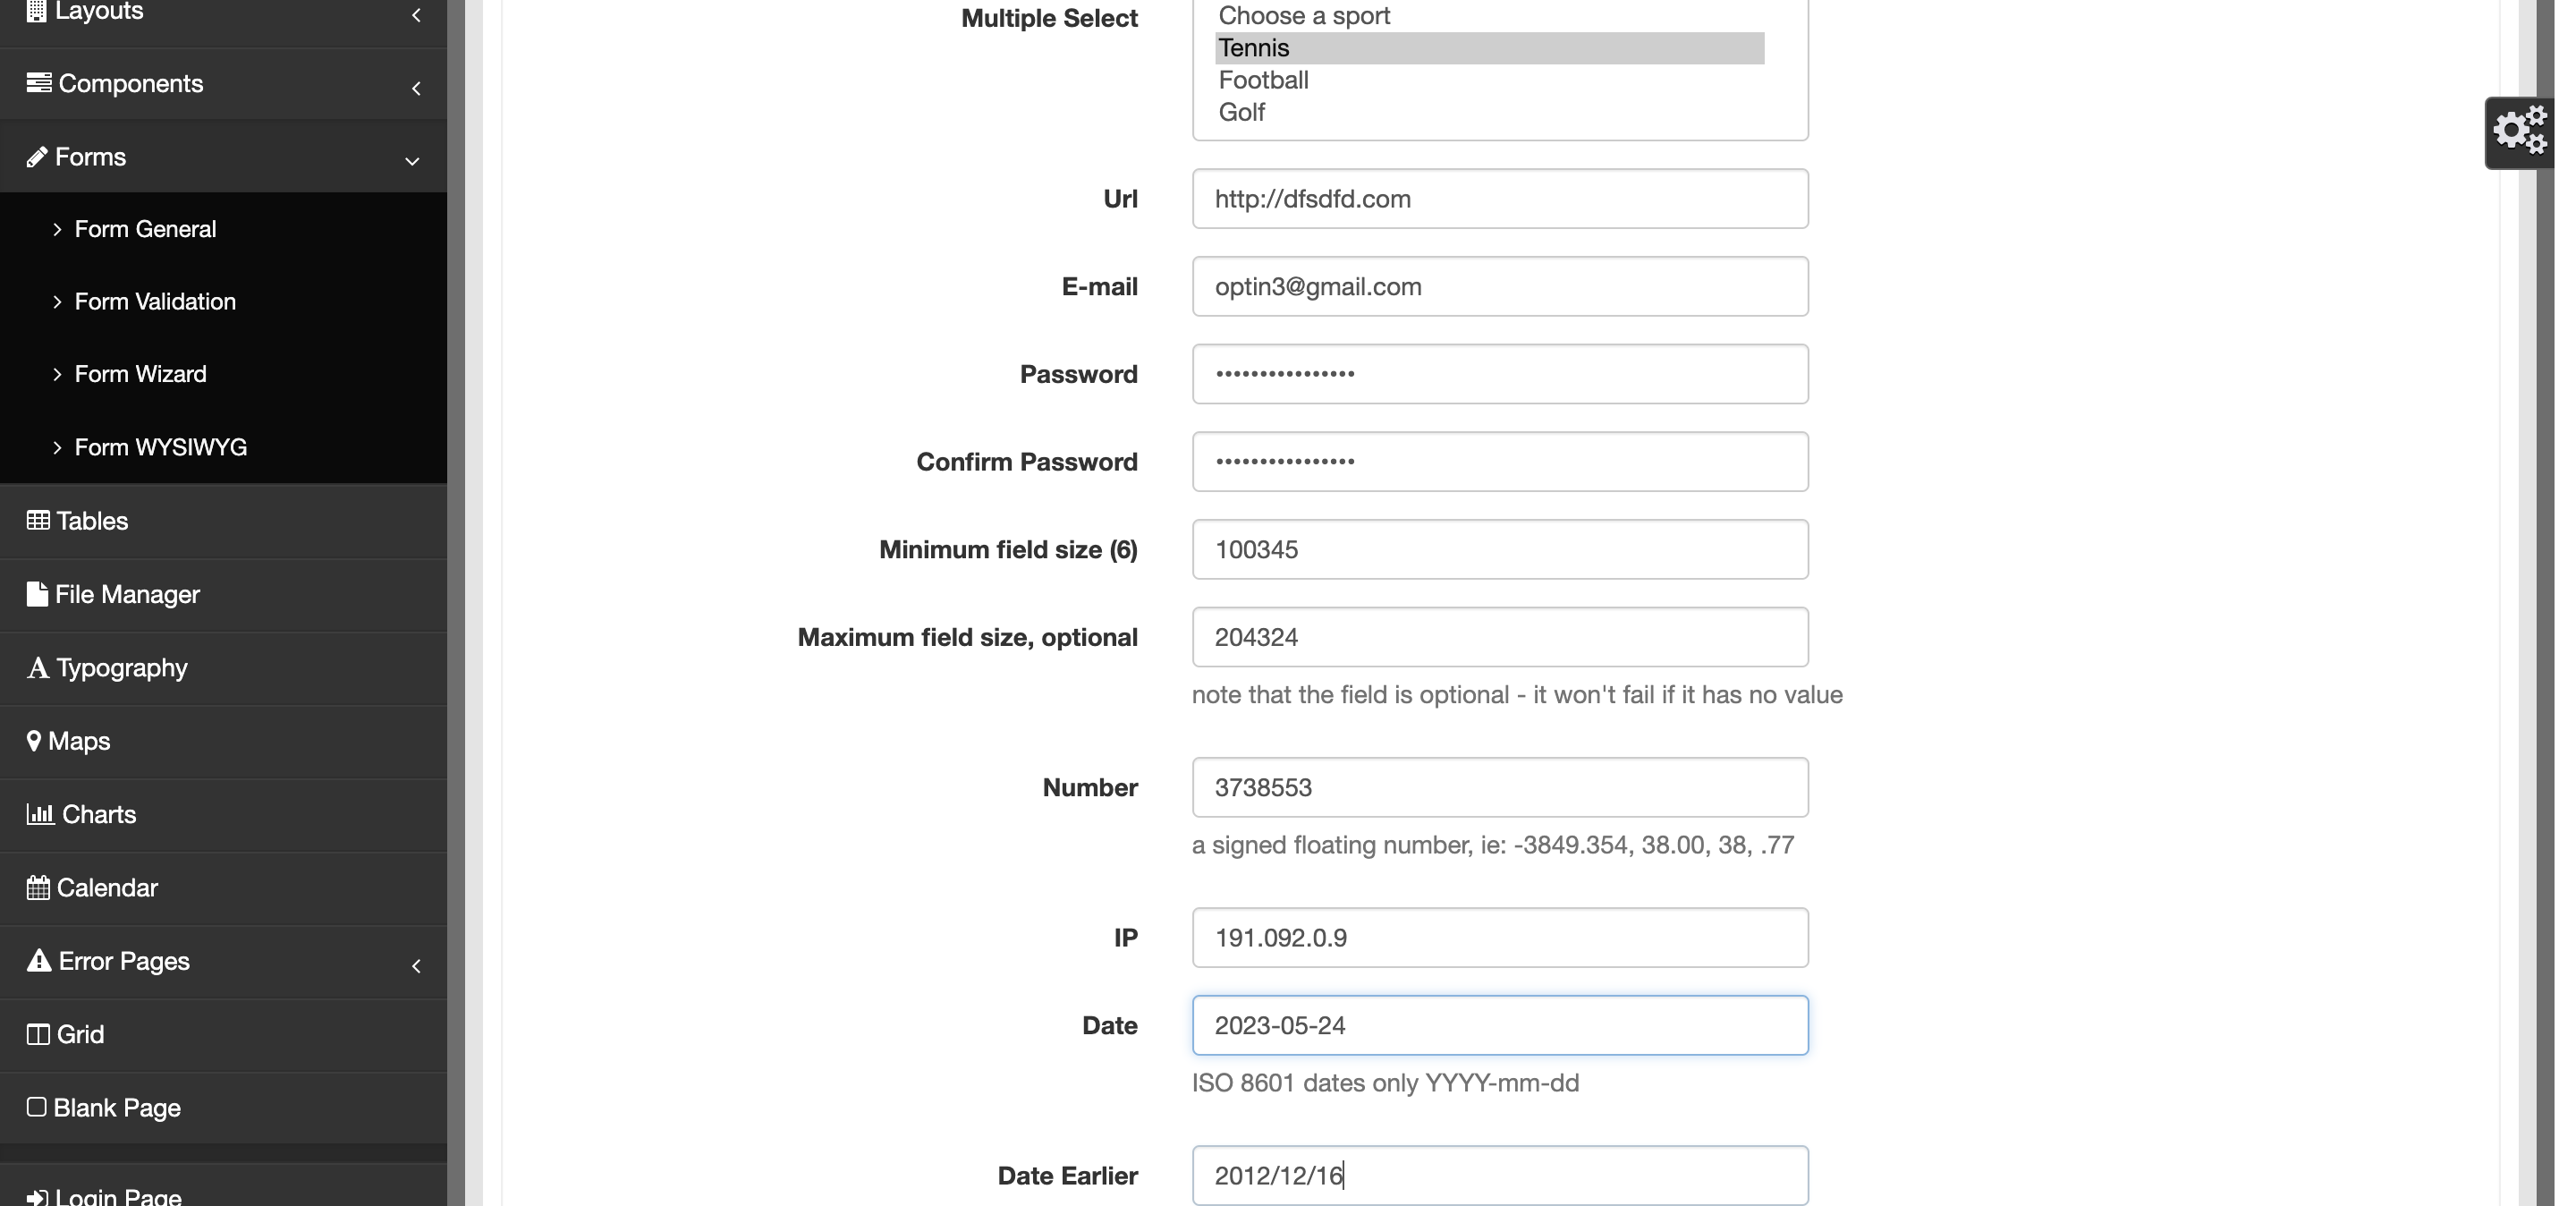 Layouts
Components
Forms
Form General
Form Validation
Form Wizard
Form WYSIWYG
Tables
File Manager
Typography
Maps
Charts
Calendar
Error Pages
Grid
Blank Page
Login Page
Multiple Select
Choose a sport
Tennis
Football
Golf
Url
http://dfsdfd.com
E-mail
optin3@gmail.com
Password
••••••••••••••••
Confirm Password
••••••••••••••••
Minimum field size (6)
100345
Maximum field size, optional
204324
note that the field is optional - it won't fail if it has no value
Number
3738553
a signed floating number, ie: -3849.354, 38.00, 38, .77
IP
191.092.0.9
Date
2023-05-24
ISO 8601 dates only YYYY-mm-dd
Date Earlier
2012/12/16